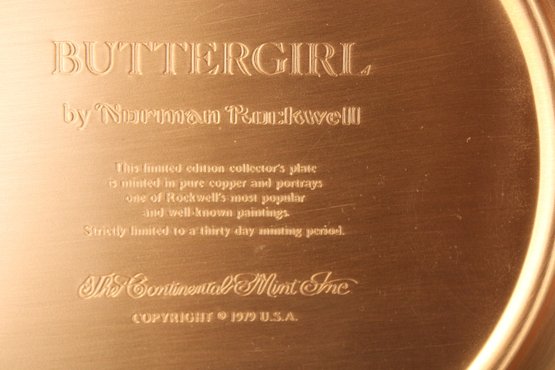 BUTTERGIRL
by Norman Rockwell
This limited edition collector's plate
is minted in pure copper and portrays
one of Rockwell's most popular
and well-known paintings.
Strictly limited to a thirty day minting period.
The Continental Mint Inc
COPYRIGHT © 1979 U.S.A.